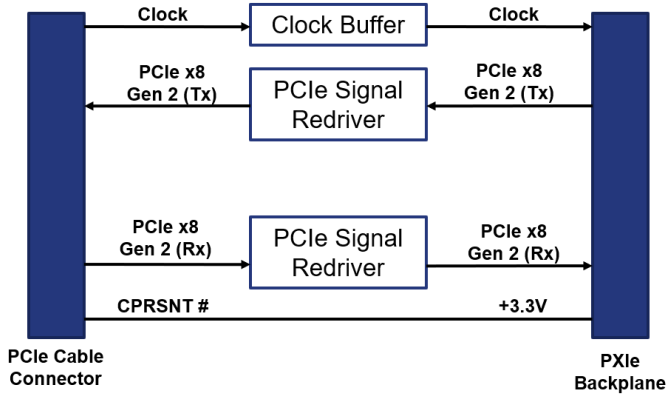 Clock
Clock Buffer
Clock
PCIe x8
Gen 2 (Tx)
PCIe Signal
Redriver
PCIe x8
Gen 2 (Tx)
PCIe x8
Gen 2 (Rx)
PCIe Signal
Redriver
PCIe x8
Gen 2 (Rx)
CPRSNT #
+3.3V
PCIe Cable
Connector
PXIe
Backplane